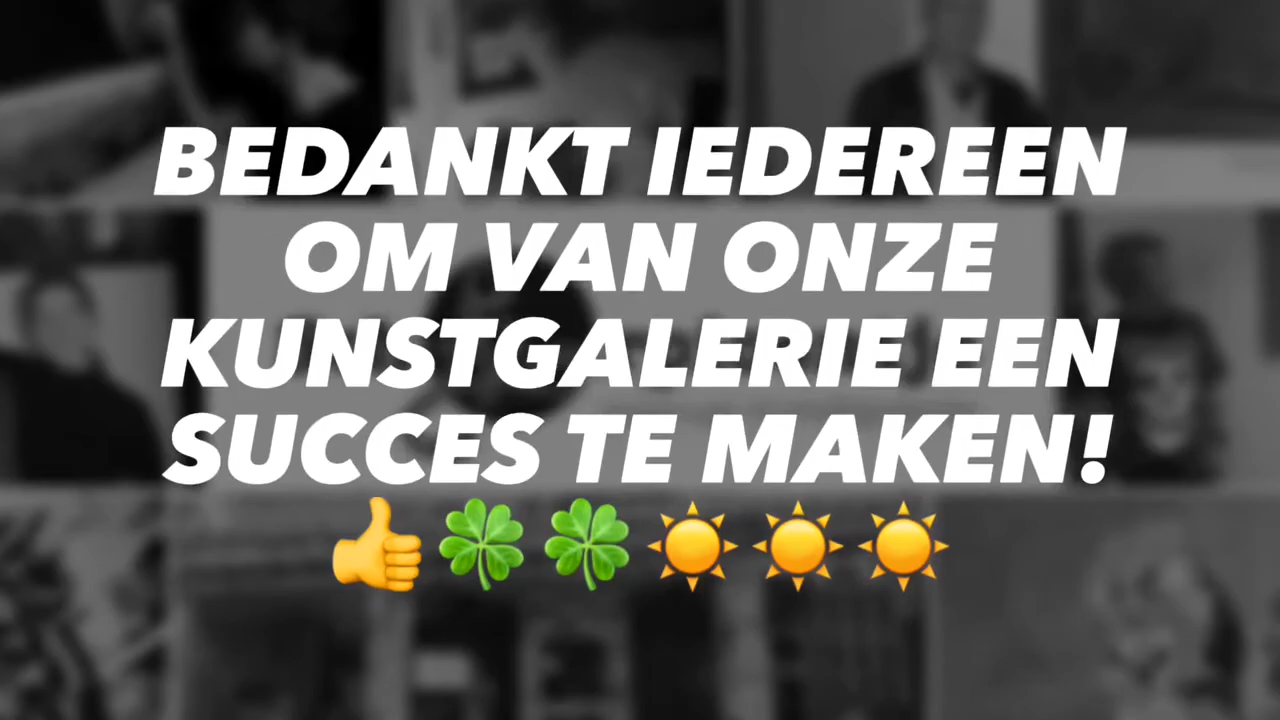 BEDANKT IEDEREEN
OM VAN ONZE
KUNSTGALERIE EEN
SUCCES TE MAKEN!
👍🍀🍀☀️☀️☀️